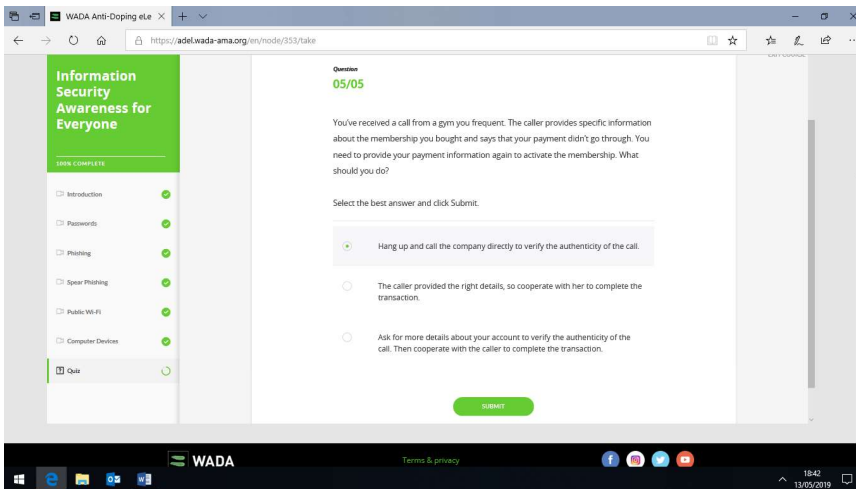 WADA Anti-Doping eLe
https://adel.wada-ama.org/en/node/353/take
Information
Security
Awareness for
Everyone
100% COMPLETE
Introduction
Passwords
Phishing
Spear Phishing
Public Wi-Fi
Computer Devices
Quiz
Question
05/05
You've received a call from a gym you frequent. The caller provides specific information
about the membership you bought and says that your payment didn't go through. You
need to provide your payment information again to activate the membership. What
should you do?
Select the best answer and click Submit.
Hang up and call the company directly to verify the authenticity of the call.
The caller provided the right details, so cooperate with her to complete the
transaction.
Ask for more details about your account to verify the authenticity of the
call. Then cooperate with the caller to complete the transaction.
SUBMIT
WADA
Terms & privacy
18:42
13/05/2019